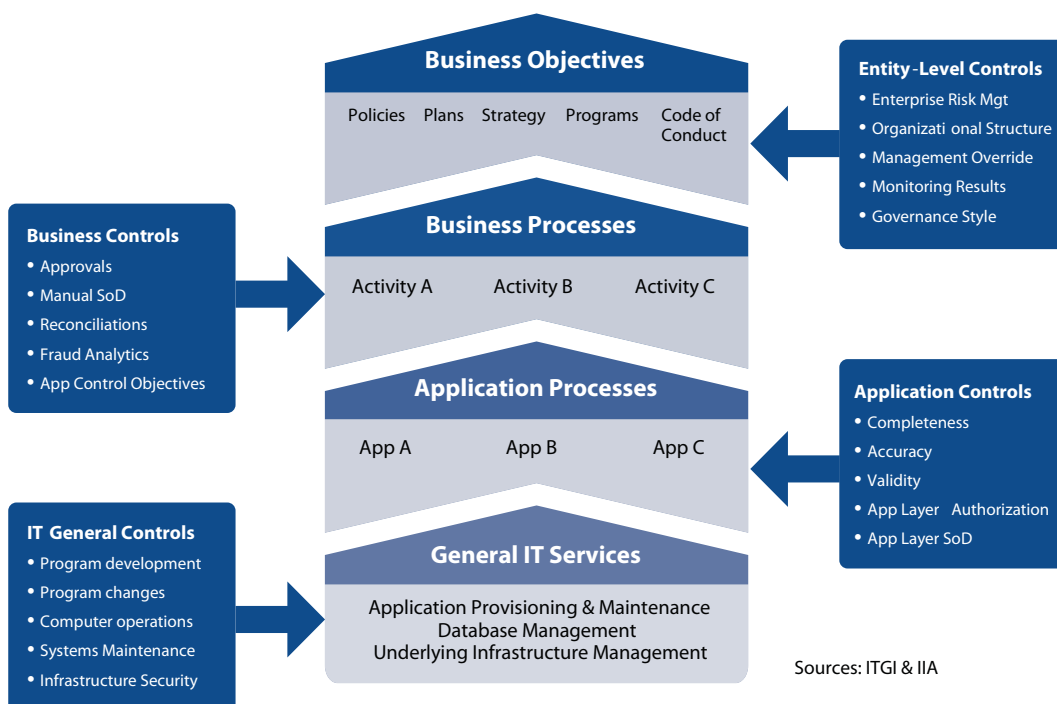 Business Objectives
Policies Plans Strategy Programs Code of
Conduct
Entity-Level Controls
• Enterprise Risk Mgt
• Organizati onal Structure
• Management Override
• Monitoring Results
• Governance Style
Business Controls
• Approvals
• Manual SoD
• Reconciliations
• Fraud Analytics
• App Control Objectives
Business Processes
Activity A Activity B Activity C
Application Processes
App A App B App C
Application Controls
• Completeness
• Accuracy
• Validity
• App Layer Authorization
• App Layer SoD
IT General Controls
• Program development
• Program changes
• Computer operations
• Systems Maintenance
• Infrastructure Security
General IT Services
Application Provisioning & Maintenance
Database Management
Underlying Infrastructure Management
Sources: ITGI & IIA